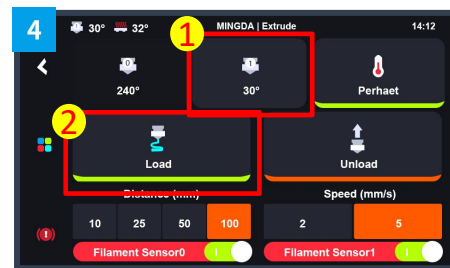 4
30° 32° MINGDA | Extrude 14:12
1
0 1
240° 30° Perhaet
2
Load Unload
Distance (mm) Speed (mm/s)
10 25 50 100 2 5
Filament Sensor0 Filament Sensor1